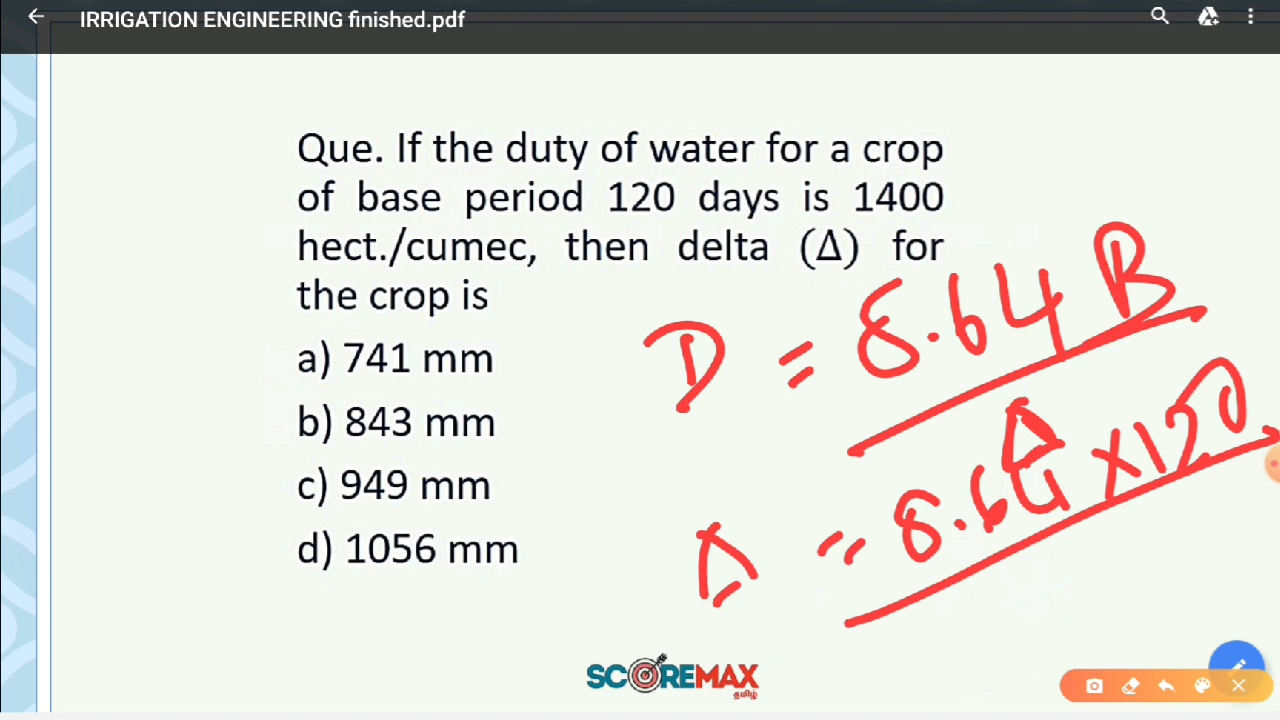 IRRIGATION ENGINEERING finished.pdf
Que. If the duty of water for a crop
of base period 120 days is 1400
hect./cumec, then delta (Δ) for
the crop is
a) 741 mm
b) 843 mm
c) 949 mm
d) 1056 mm
D = 8.64 B
Δ
Δ = 8.64 x 120
SCOREMAX
தமிழ்